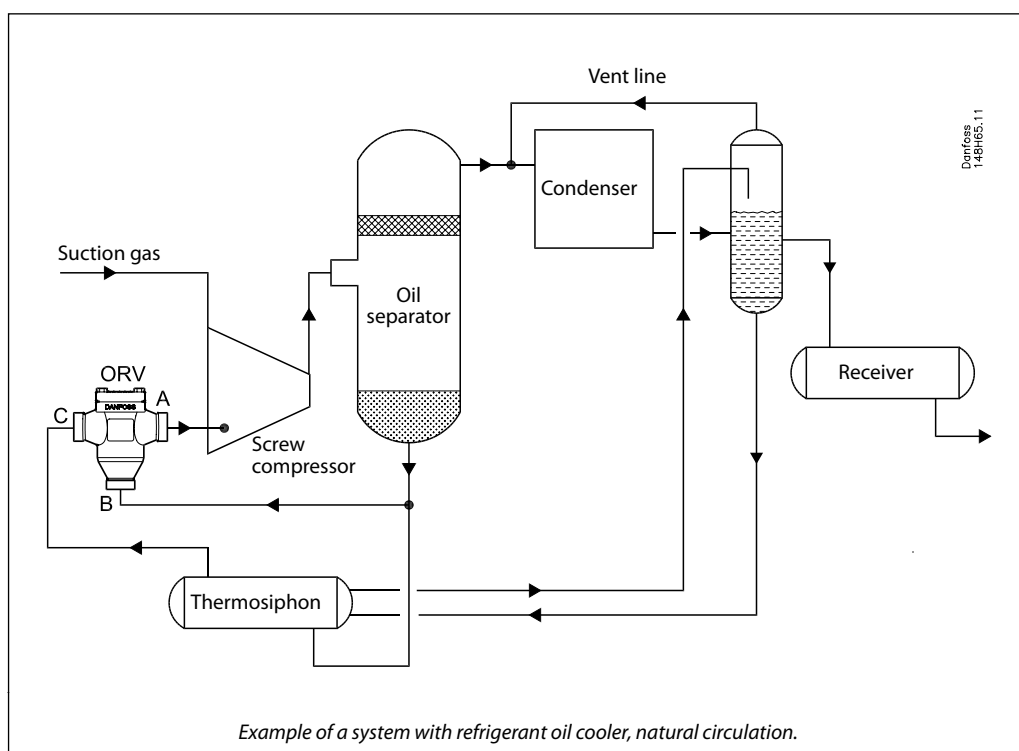 Vent line
Danfoss
148H65.11
Condenser
Suction gas
Oil
separator
Receiver
ORV
DANFOSS
A
C
Screw
compressor
B
Thermosiphon
Example of a system with refrigerant oil cooler, natural circulation.